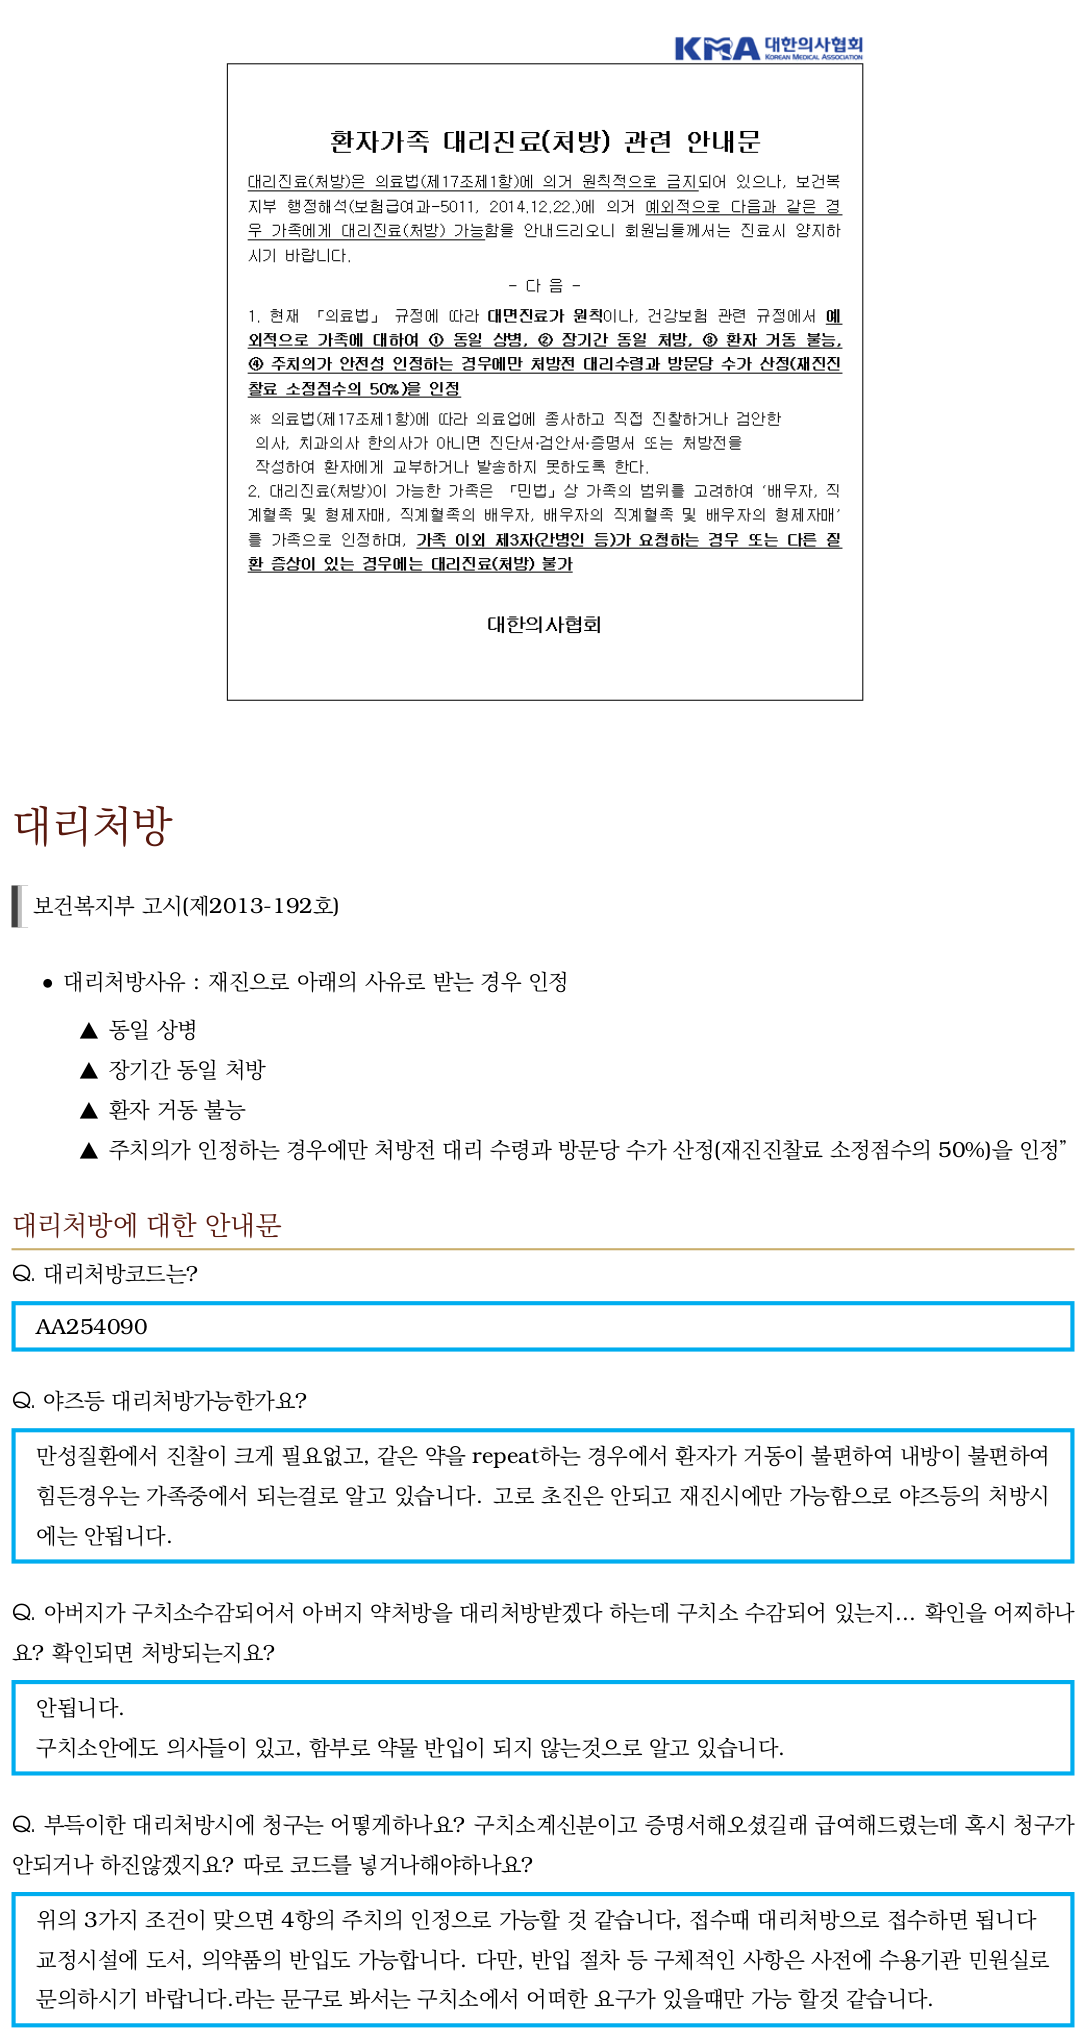 KMA 대한의사협회
KOREAN MEDICAL ASSOCIATION
환자가족 대리진료(처방) 관련 안내문
대리진료(처방)은 의료법(제17조제1항)에 의거 원칙적으로 금지되어 있으나, 보건복
지부 행정해석(보험급여과-5011, 2014.12.22.)에 의거 예외적으로 다음과 같은 경
우 가족에게 대리진료(처방) 가능함을 안내드리오니 회원님들께서는 진료시 양지하
시기 바랍니다.
- 다 음 -
1. 현재 「의료법」 규정에 따라 대면진료가 원칙이나, 건강보험 관련 규정에서 예
외적으로 가족에 대하여 ① 동일 상병, ② 장기간 동일 처방, ③ 환자 거동 불능,
④ 주치의가 안전성 인정하는 경우에만 처방전 대리수령과 방문당 수가 산정(재진진
찰료 소정점수의 50%)을 인정
※ 의료법(제17조제1항)에 따라 의료업에 종사하고 직접 진찰하거나 검안한
의사, 치과의사 한의사가 아니면 진단서·검안서·증명서 또는 처방전을
작성하여 환자에게 교부하거나 발송하지 못하도록 한다.
2. 대리진료(처방)이 가능한 가족은 「민법」상 가족의 범위를 고려하여 '배우자, 직
계혈족 및 형제자매, 직계혈족의 배우자, 배우자의 직계혈족 및 배우자의 형제자매'
를 가족으로 인정하며, 가족 이외 제3자(간병인 등)가 요청하는 경우 또는 다른 질
환 증상이 있는 경우에는 대리진료(처방) 불가
대한의사협회
대리처방
보건복지부 고시(제2013-192호)
● 대리처방사유 : 재진으로 아래의 사유로 받는 경우 인정
▲ 동일 상병
▲ 장기간 동일 처방
▲ 환자 거동 불능
▲ 주치의가 인정하는 경우에만 처방전 대리 수령과 방문당 수가 산정(재진진찰료 소정점수의 50%)을 인정”
대리처방에 대한 안내문
Q. 대리처방코드는?
AA254090
Q. 야즈등 대리처방가능한가요?
만성질환에서 진찰이 크게 필요없고, 같은 약을 repeat하는 경우에서 환자가 거동이 불편하여 내방이 불편하여
힘든경우는 가족중에서 되는걸로 알고 있습니다. 고로 초진은 안되고 재진시에만 가능함으로 야즈등의 처방시
에는 안됩니다.
Q. 아버지가 구치소수감되어서 아버지 약처방을 대리처방받겠다 하는데 구치소 수감되어 있는지... 확인을 어찌하나
요? 확인되면 처방되는지요?
안됩니다.
구치소안에도 의사들이 있고, 함부로 약물 반입이 되지 않는것으로 알고 있습니다.
Q. 부득이한 대리처방시에 청구는 어떻게하나요? 구치소계신분이고 증명서해오셨길래 급여해드렸는데 혹시 청구가
안되거나 하진않겠지요? 따로 코드를 넣거나해야하나요?
위의 3가지 조건이 맞으면 4항의 주치의 인정으로 가능할 것 같습니다, 접수때 대리처방으로 접수하면 됩니다
교정시설에 도서, 의약품의 반입도 가능합니다. 다만, 반입 절차 등 구체적인 사항은 사전에 수용기관 민원실로
문의하시기 바랍니다.라는 문구로 봐서는 구치소에서 어떠한 요구가 있을떄만 가능 할것 같습니다.